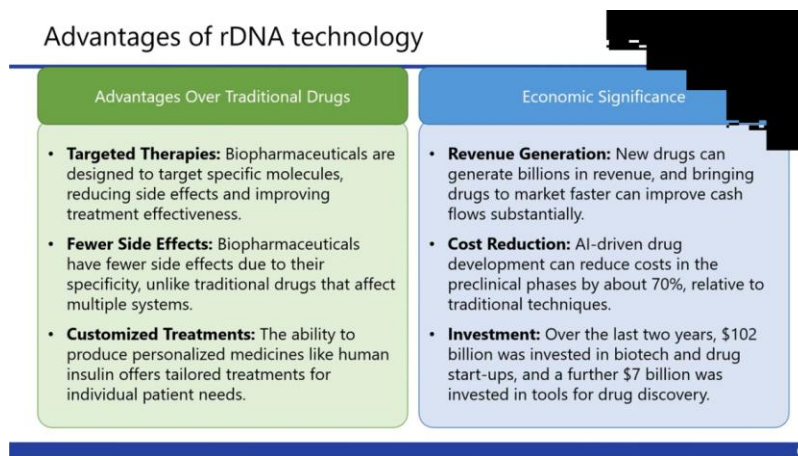 Advantages of rDNA technology
Advantages Over Traditional Drugs
• Targeted Therapies: Biopharmaceuticals are
designed to target specific molecules,
reducing side effects and improving
treatment effectiveness.
• Fewer Side Effects: Biopharmaceuticals
have fewer side effects due to their
specificity, unlike traditional drugs that affect
multiple systems.
• Customized Treatments: The ability to
produce personalized medicines like human
insulin offers tailored treatments for
individual patient needs.
Economic Significance
• Revenue Generation: New drugs can
generate billions in revenue, and bringing
drugs to market faster can improve cash
flows substantially.
• Cost Reduction: AI-driven drug
development can reduce costs in the
preclinical phases by about 70%, relative to
traditional techniques.
• Investment: Over the last two years, $102
billion was invested in biotech and drug
start-ups, and a further $7 billion was
invested in tools for drug discovery.